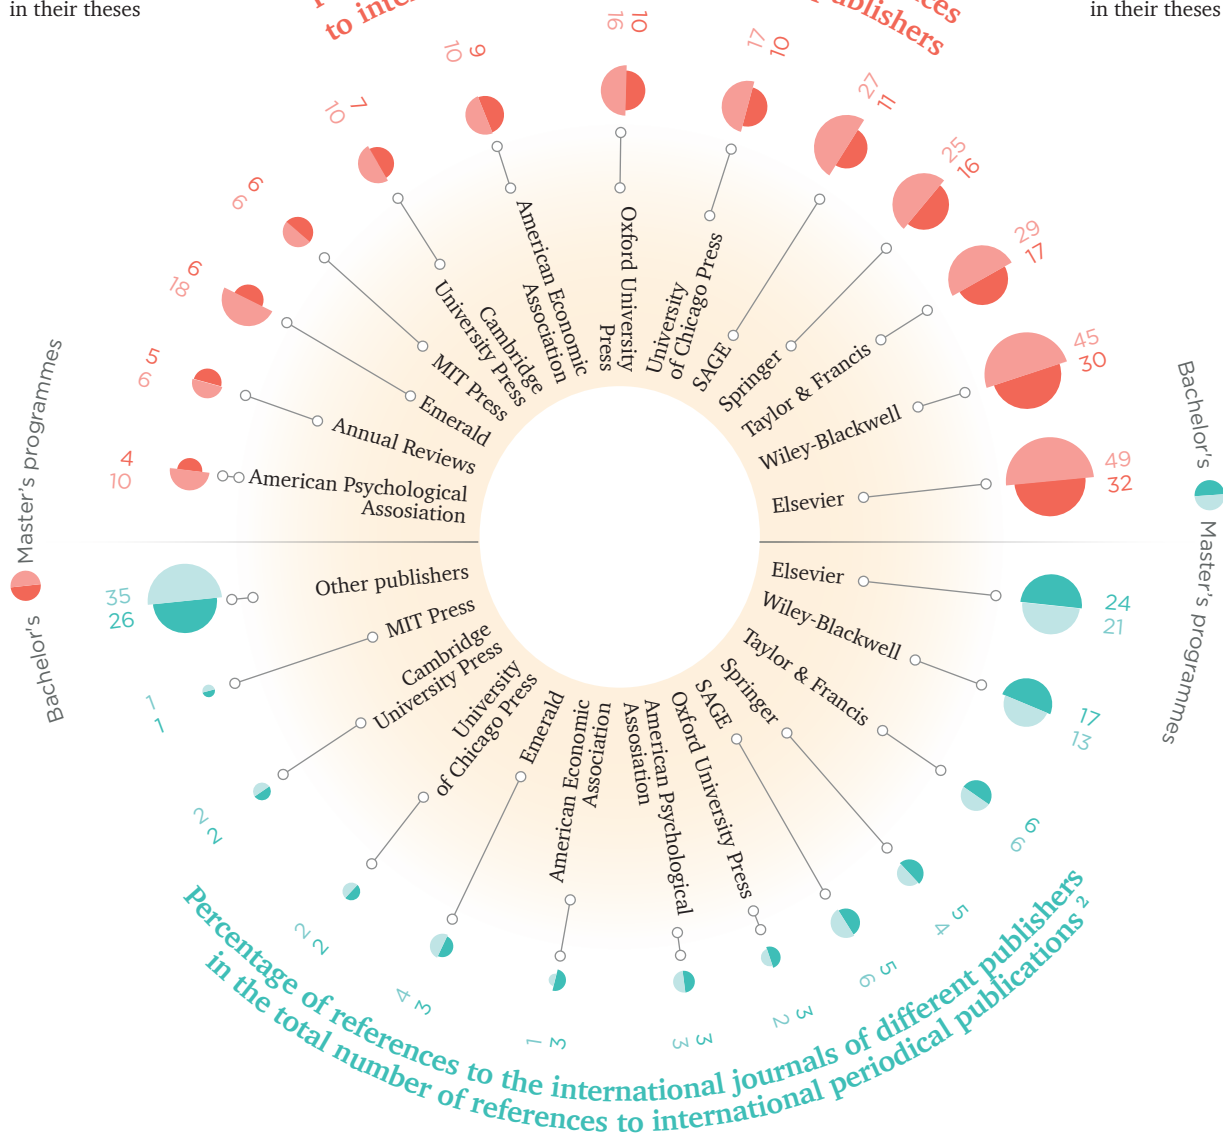 in their theses
in their theses
to inter
ces
publishers
16 10
17 10
27 11
25 16
29 17
45
30
49
32
10 9
10 7
6 6
18 6
5
6
4
10
Oxford University
Press
University
of Chicago Press
SAGE
Springer
Taylor & Francis
Wiley-Blackwell
Elsevier
American Economic
Association
Cambridge
University Press
MIT Press
Emerald
Annual Reviews
American Psychological
Assosiation
Bachelor's Master's programmes
Bachelor's Master's programmes
Elsevier
24
21
Wiley-Blackwell
17
13
Taylor & Francis
6
6
Springer
5
4
SAGE
5
6
Oxford University Press
3
2
American Psychological
Assosiation
3
3
American Economic
Association
1
3
Emerald
4
3
University
of Chicago Press
2
2
Cambridge
University Press
2
2
MIT Press
1
1
Other publishers
35
26
Percentage of references to the international journals of different publishers
in the total number of references to international periodical publications 2